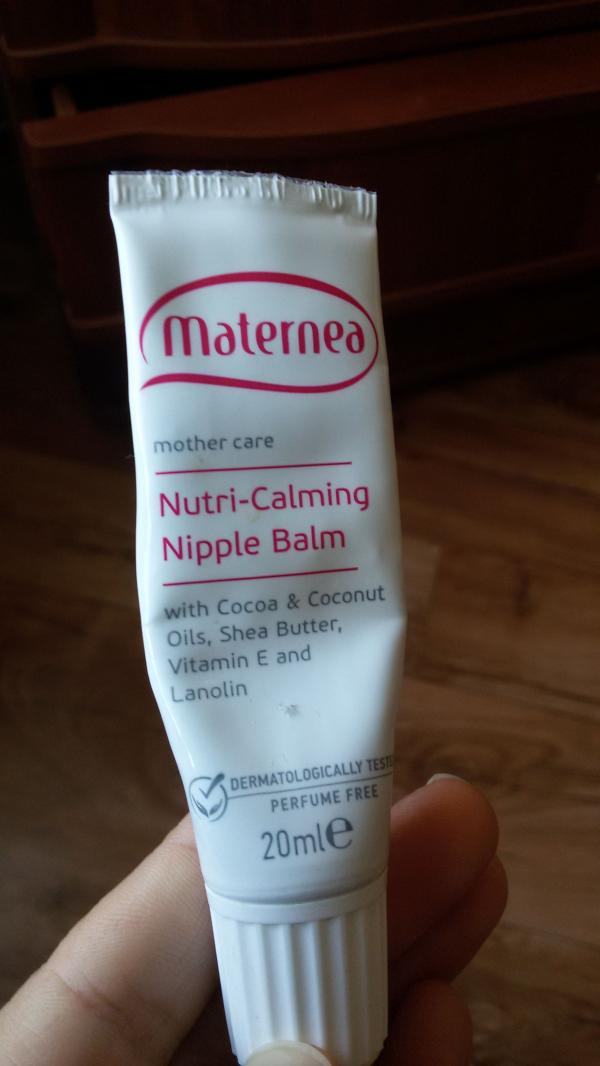 maternea
mother care
Nutri-Calming
Nipple Balm
with Cocoa & Coconut
Oils, Shea Butter,
Vitamin E and
Lanolin
DERMATOLOGICALLY TESTE
PERFUME FREE
20ml℮